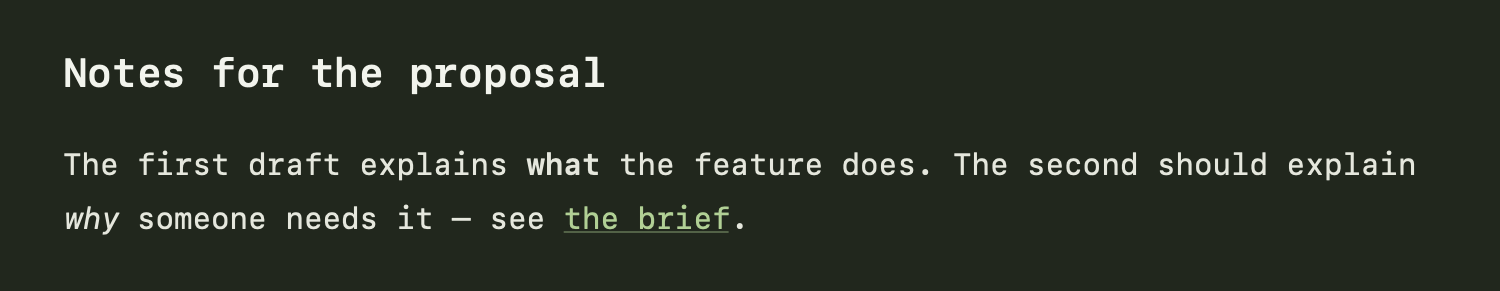 Notes for the proposal
The first draft explains what the feature does. The second should explain
why someone needs it — see the brief.